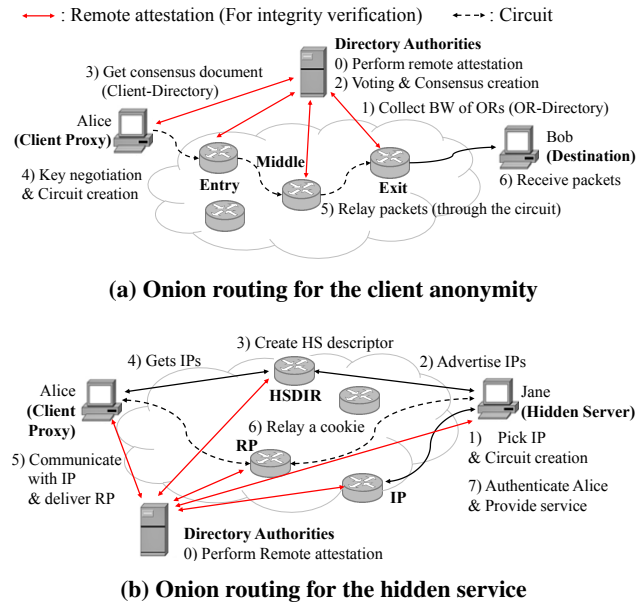 : Remote attestation (For integrity verification)
: Circuit
Directory Authorities
0) Perform remote attestation
2) Voting & Consensus creation
3) Get consensus document
(Client-Directory)
1) Collect BW of ORs (OR-Directory)
Alice
(Client Proxy)
Bob
(Destination)
Middle
Entry
Exit
4) Key negotiation
& Circuit creation
6) Receive packets
5) Relay packets (through the circuit)
(a) Onion routing for the client anonymity
3) Create HS descriptor
4) Gets IPs
2) Advertise IPs
Alice
(Client
Proxy)
HSDIR
Jane
(Hidden Server)
6) Relay a cookie
RP
1) Pick IP
& Circuit creation
5) Communicate
with IP
& deliver RP
IP
7) Authenticate Alice
& Provide service
Directory Authorities
0) Perform Remote attestation
(b) Onion routing for the hidden service